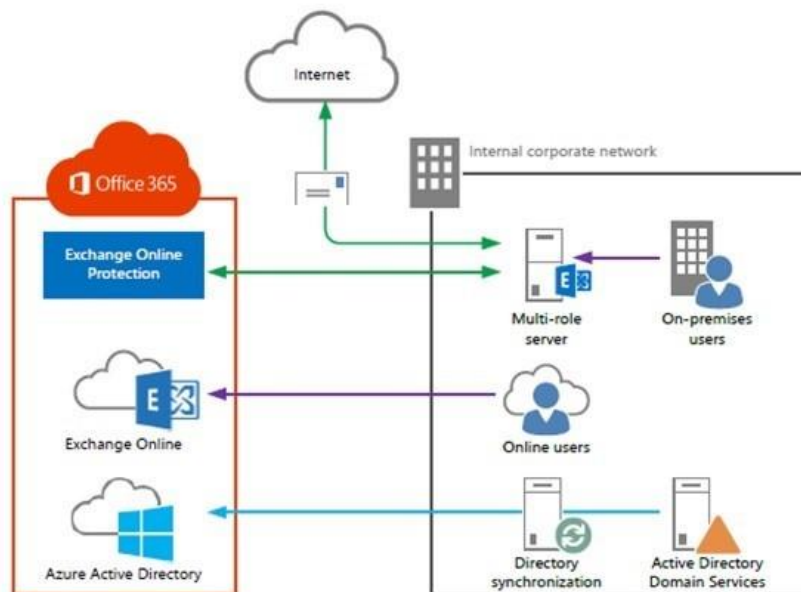 Internet
Internal corporate network
Office 365
Exchange Online
Protection
E
Multi-role
server
On-premises
users
E
Exchange Online
Online users
Azure Active Directory
Directory
synchronization
Active Directory
Domain Services